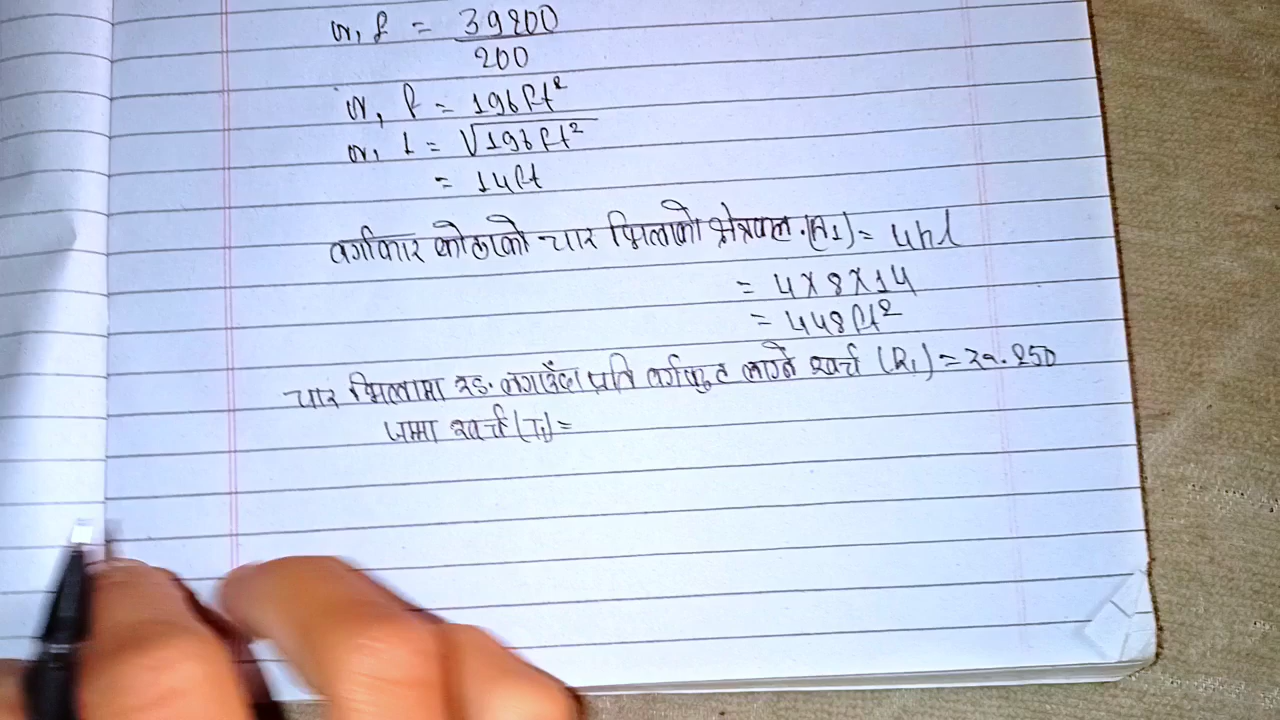 or, l² = 39200
200
or, l² = 196ft²
or, l = √196ft²
= 14ft
वर्गाकार कोठाको चार भित्ताको क्षेत्रफल (A1) = 4hl
= 4×8×14
= 448ft²
चार भित्तामा रङ लगाउँदा प्रति वर्गफुट लाग्ने खर्च (R1) = रु. 250
जम्मा खर्च (T1) =